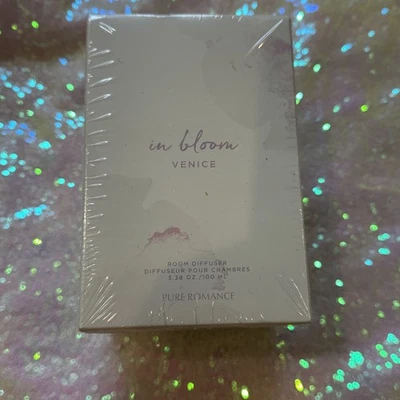 in bloom
VENICE
ROOM DIFFUSER
DIFFUSEUR POUR CHAMBRES
3.38 OZ./100 ML
PURE ROMANCE